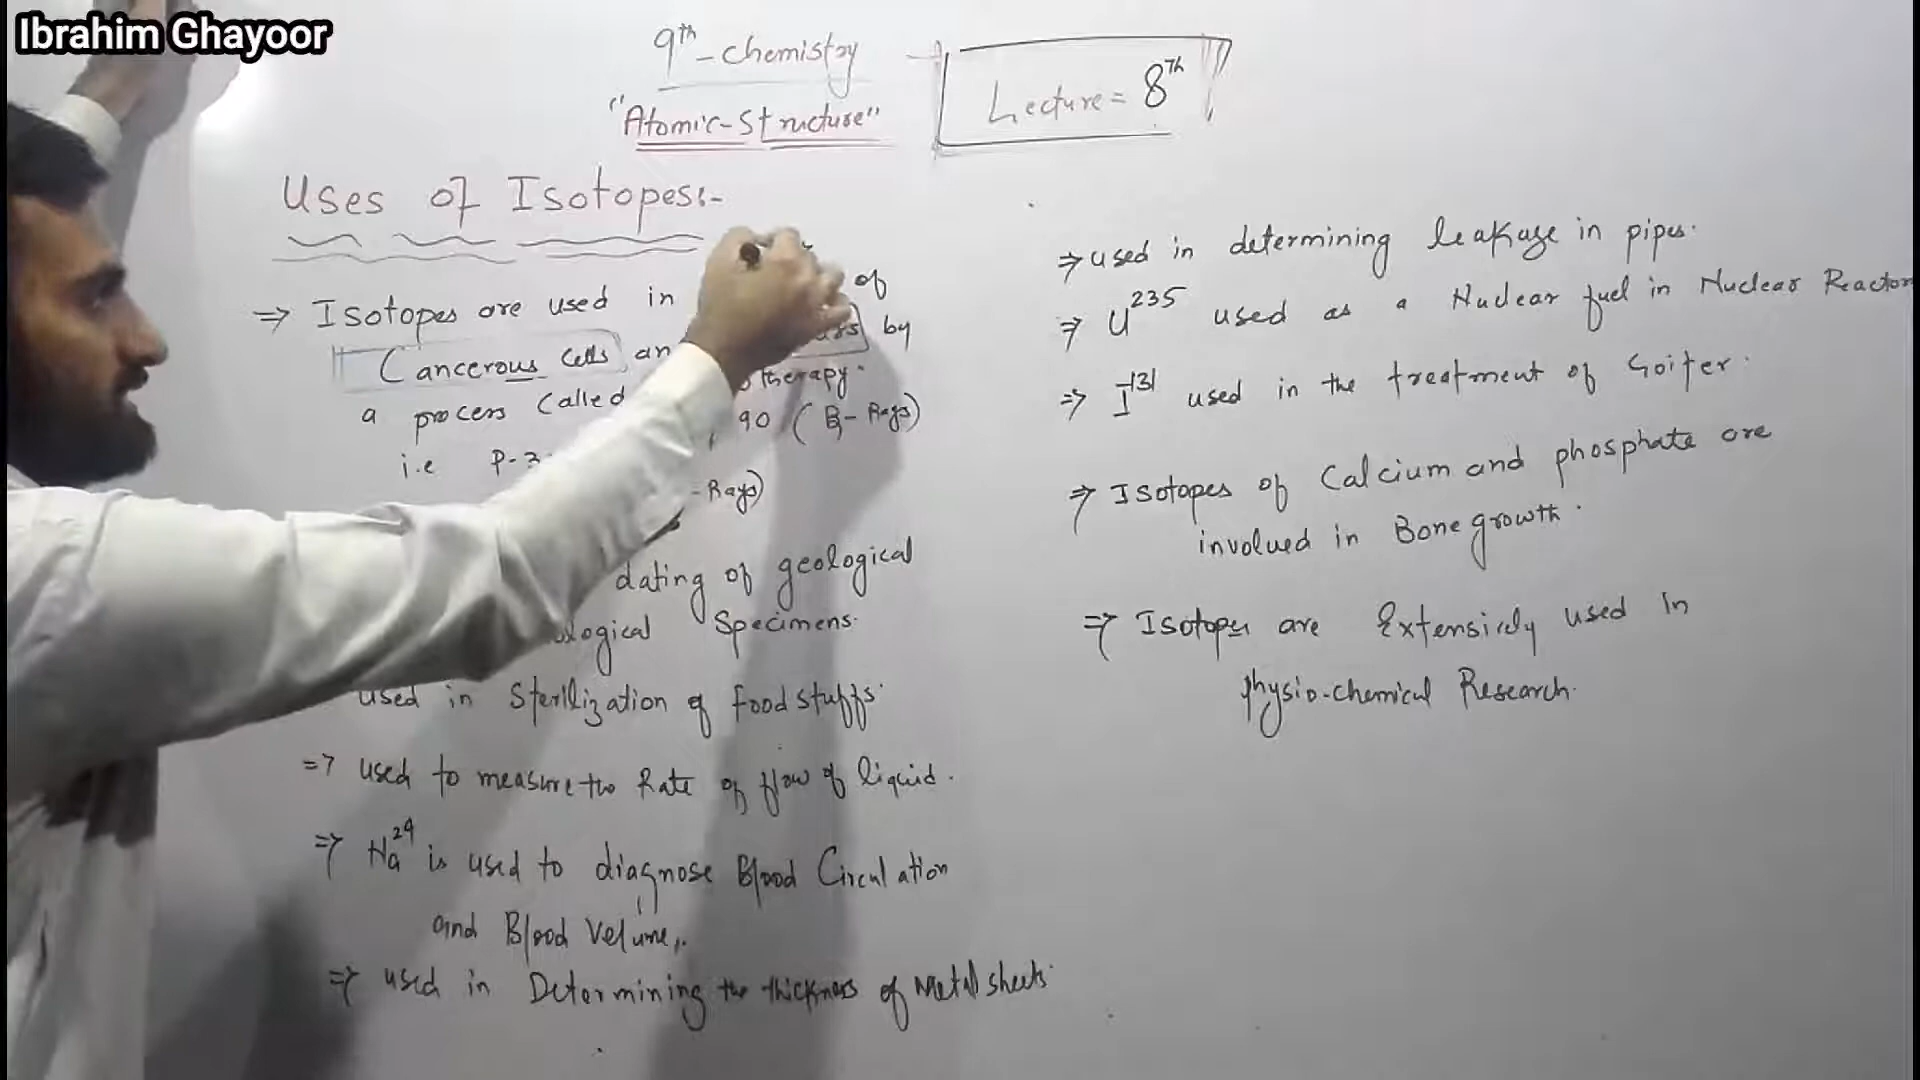 Ibrahim Ghayoor
9th - chemistry
"Atomic-Structure"
Lecture = 8Th
Uses of Isotopes:-
⇒ Isotopes are used in of
Cancerous Cells by
a process Called therapy.
i.e P-3 , 90 (β- Rays)
-Rays)
dating of geological
Specimens.
used in Sterilization of Food stuffs.
=> used to measure the Rate of flow of liquid.
=> Na24 is used to diagnose Blood Circulation
and Blood Velume,.
=> used in Determining the thickness of Metal sheets.
⇒ used in determining leakage in pipes.
⇒ U235 used as a Nuclear fuel in Nuclear Reactor
⇒ I131 used in the treatment of Goiter.
⇒ Isotopes of Calcium and phosphate are
involved in Bone growth.
⇒ Isotopes are Extensively used in
physio-chemical Research.